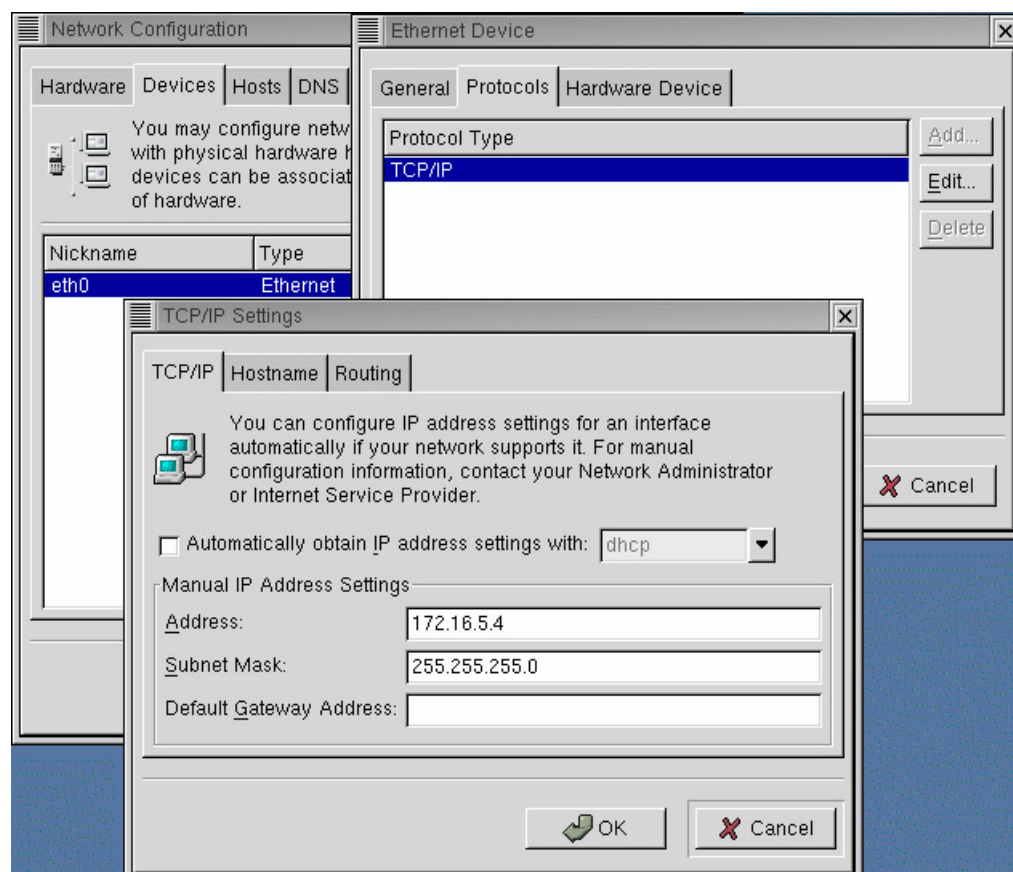 Network Configuration
Hardware Devices Hosts DNS
You may configure netw
with physical hardware h
devices can be associat
of hardware.
Nickname Type
eth0 Ethernet
Ethernet Device
General Protocols Hardware Device
Protocol Type
TCP/IP
Add...
Edit...
Delete
Cancel
TCP/IP Settings
TCP/IP Hostname Routing
You can configure IP address settings for an interface
automatically if your network supports it. For manual
configuration information, contact your Network Administrator
or Internet Service Provider.
Automatically obtain IP address settings with: dhcp
Manual IP Address Settings
Address: 172.16.5.4
Subnet Mask: 255.255.255.0
Default Gateway Address:
OK Cancel